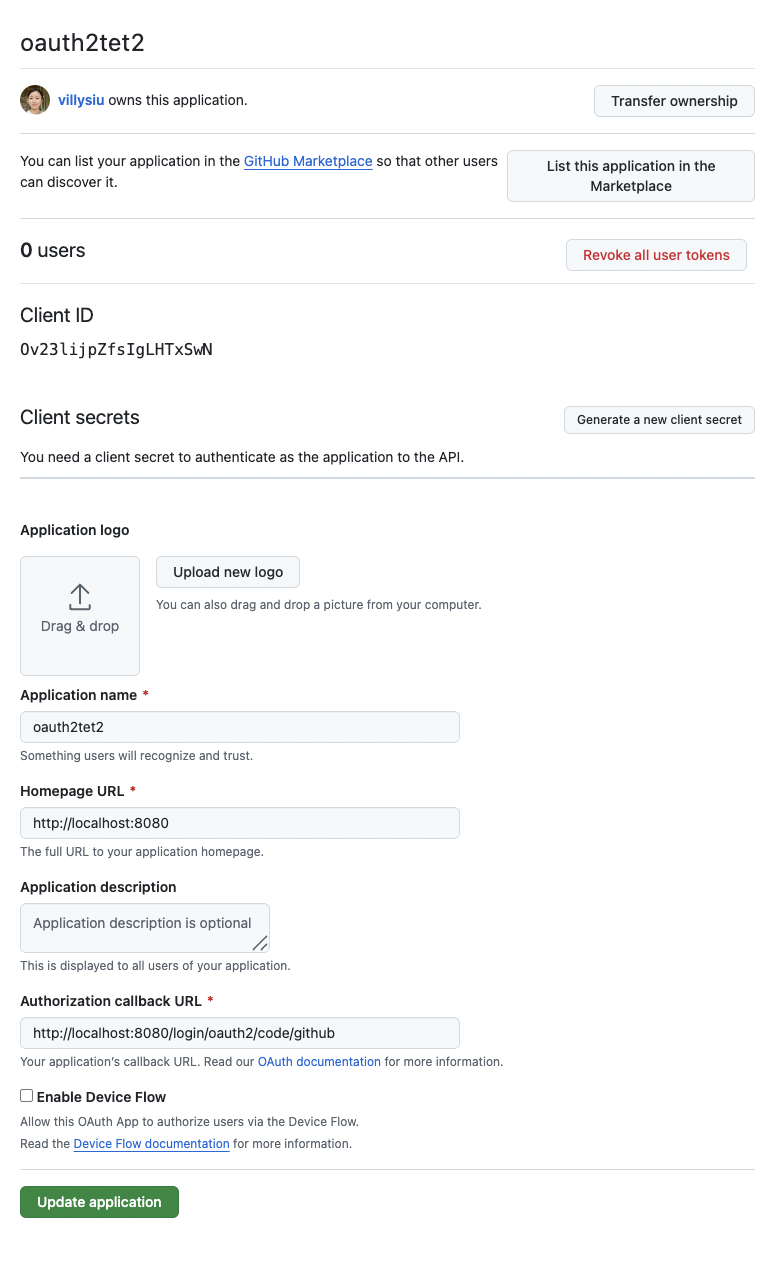 oauth2tet2
villysiu owns this application.
Transfer ownership
You can list your application in the GitHub Marketplace so that other users
can discover it.
List this application in the
Marketplace
0 users
Revoke all user tokens
Client ID
Ov23lijpZfsIgLHTxSwN
Client secrets
Generate a new client secret
You need a client secret to authenticate as the application to the API.
Application logo
Drag & drop
Upload new logo
You can also drag and drop a picture from your computer.
Application name *
oauth2tet2
Something users will recognize and trust.
Homepage URL *
http://localhost:8080
The full URL to your application homepage.
Application description
Application description is optional
This is displayed to all users of your application.
Authorization callback URL *
http://localhost:8080/login/oauth2/code/github
Your application's callback URL. Read our OAuth documentation for more information.
Enable Device Flow
Allow this OAuth App to authorize users via the Device Flow.
Read the Device Flow documentation for more information.
Update application